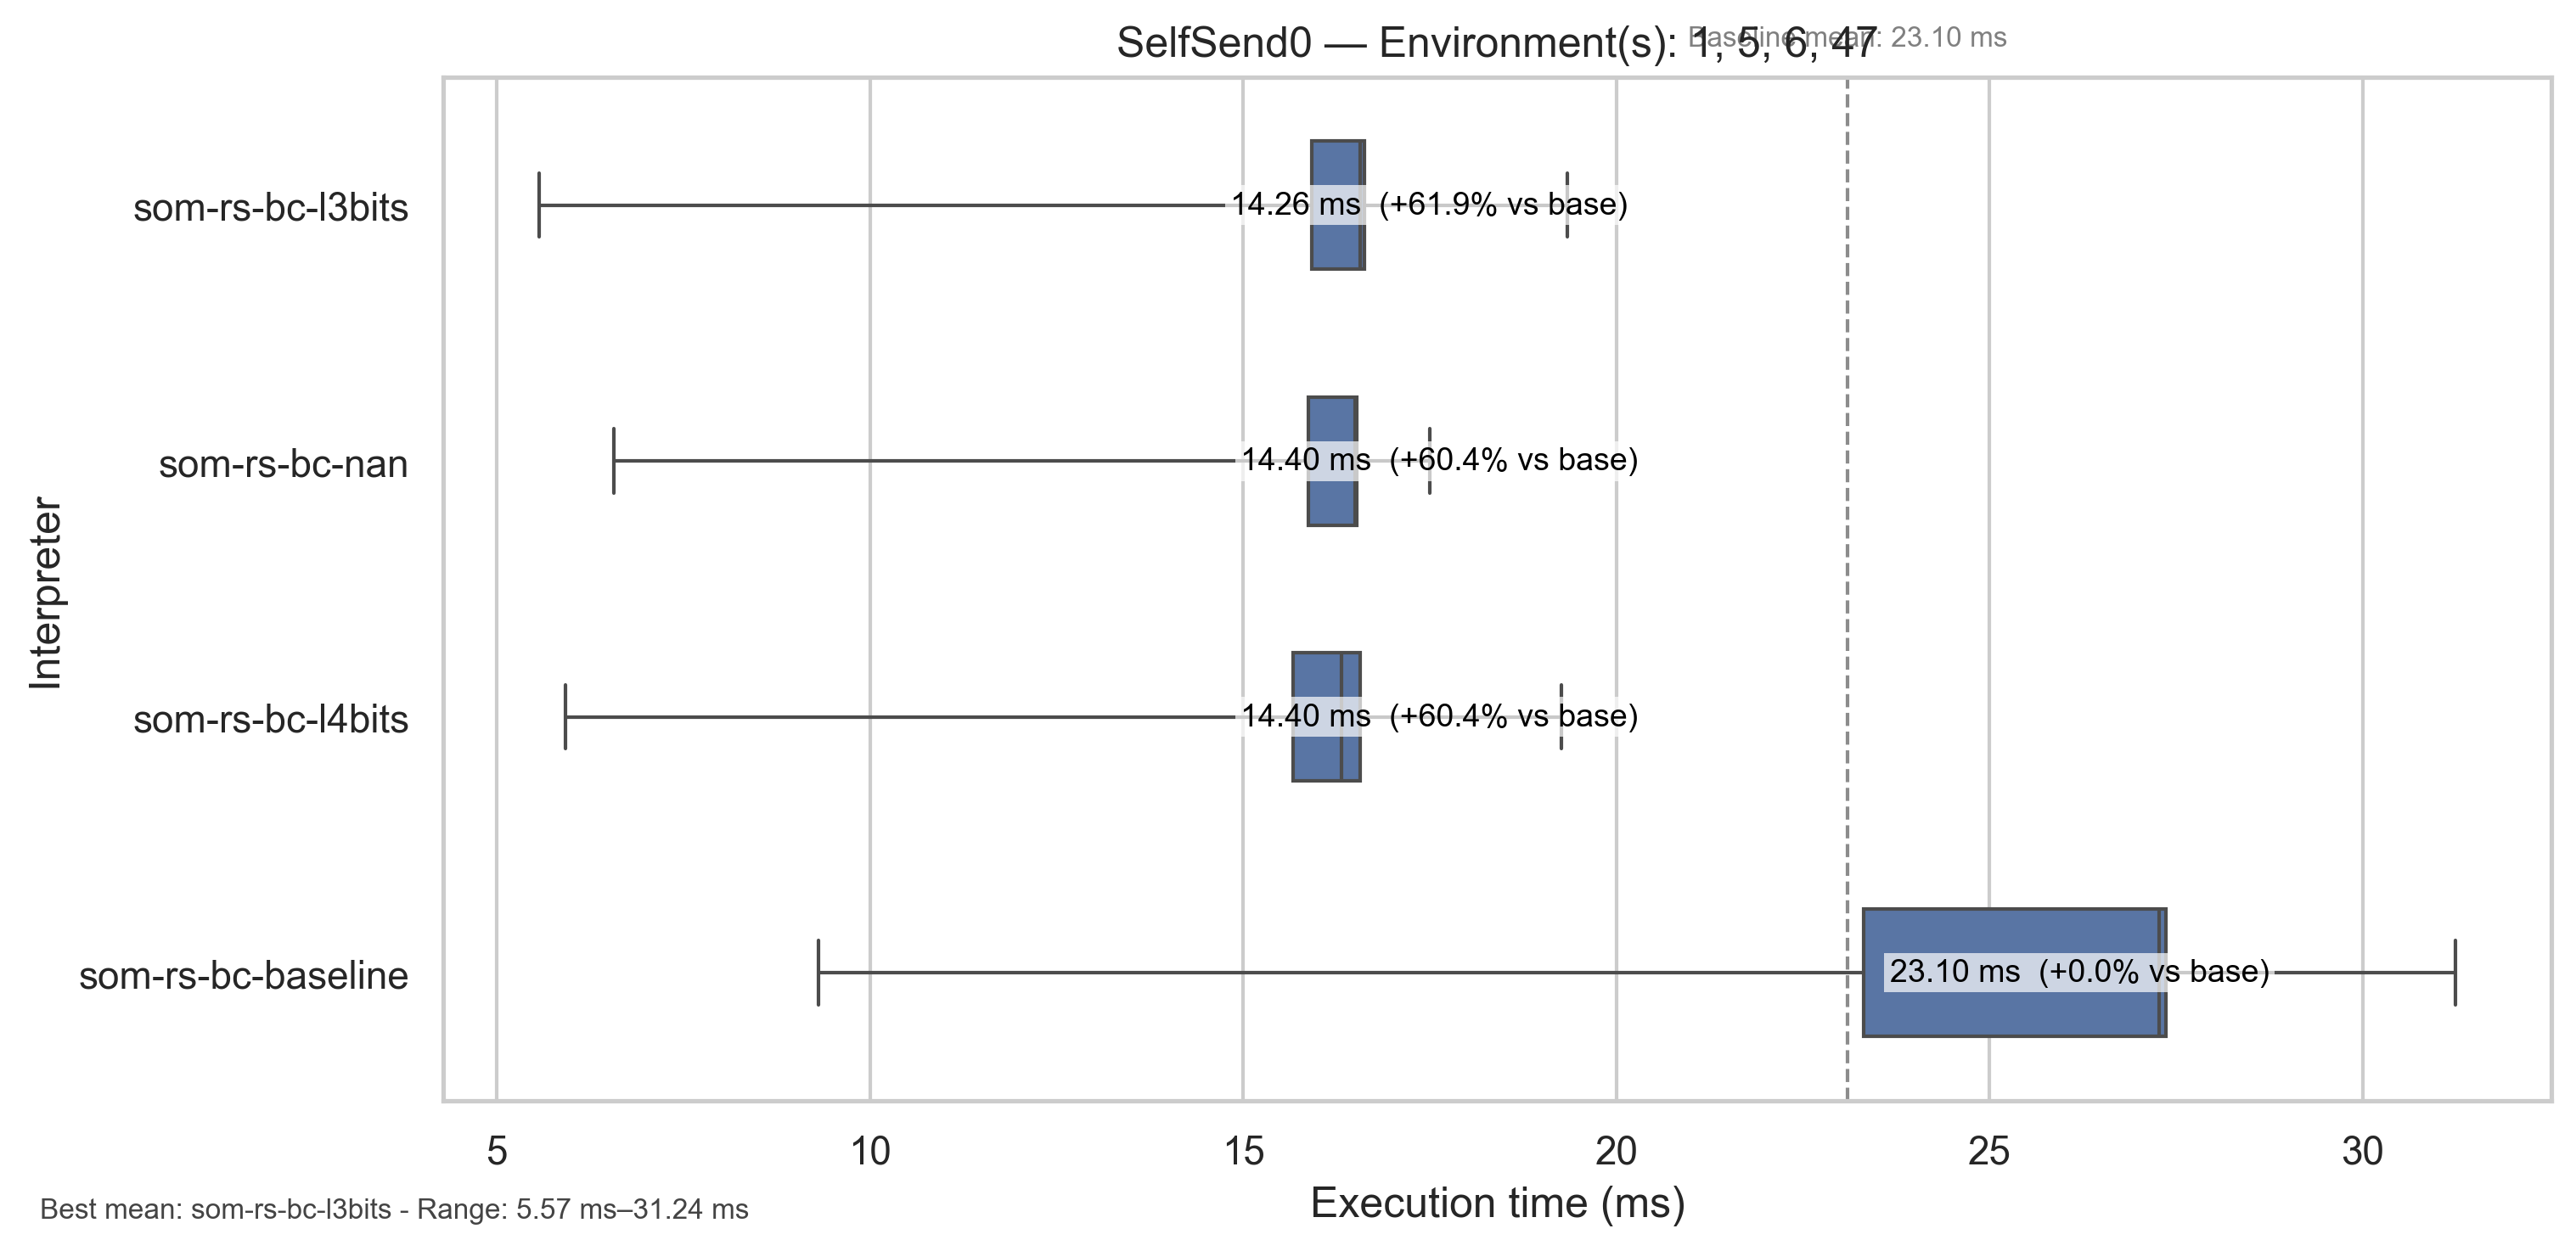 SelfSend0 — Environment(s): 1, 5, 6, 47
Baseline mean: 23.10 ms
som-rs-bc-l3bits
14.26 ms (+61.9% vs base)
som-rs-bc-nan
14.40 ms (+60.4% vs base)
som-rs-bc-l4bits
14.40 ms (+60.4% vs base)
som-rs-bc-baseline
23.10 ms (+0.0% vs base)
Interpreter
5 10 15 20 25 30
Execution time (ms)
Best mean: som-rs-bc-l3bits - Range: 5.57 ms–31.24 ms